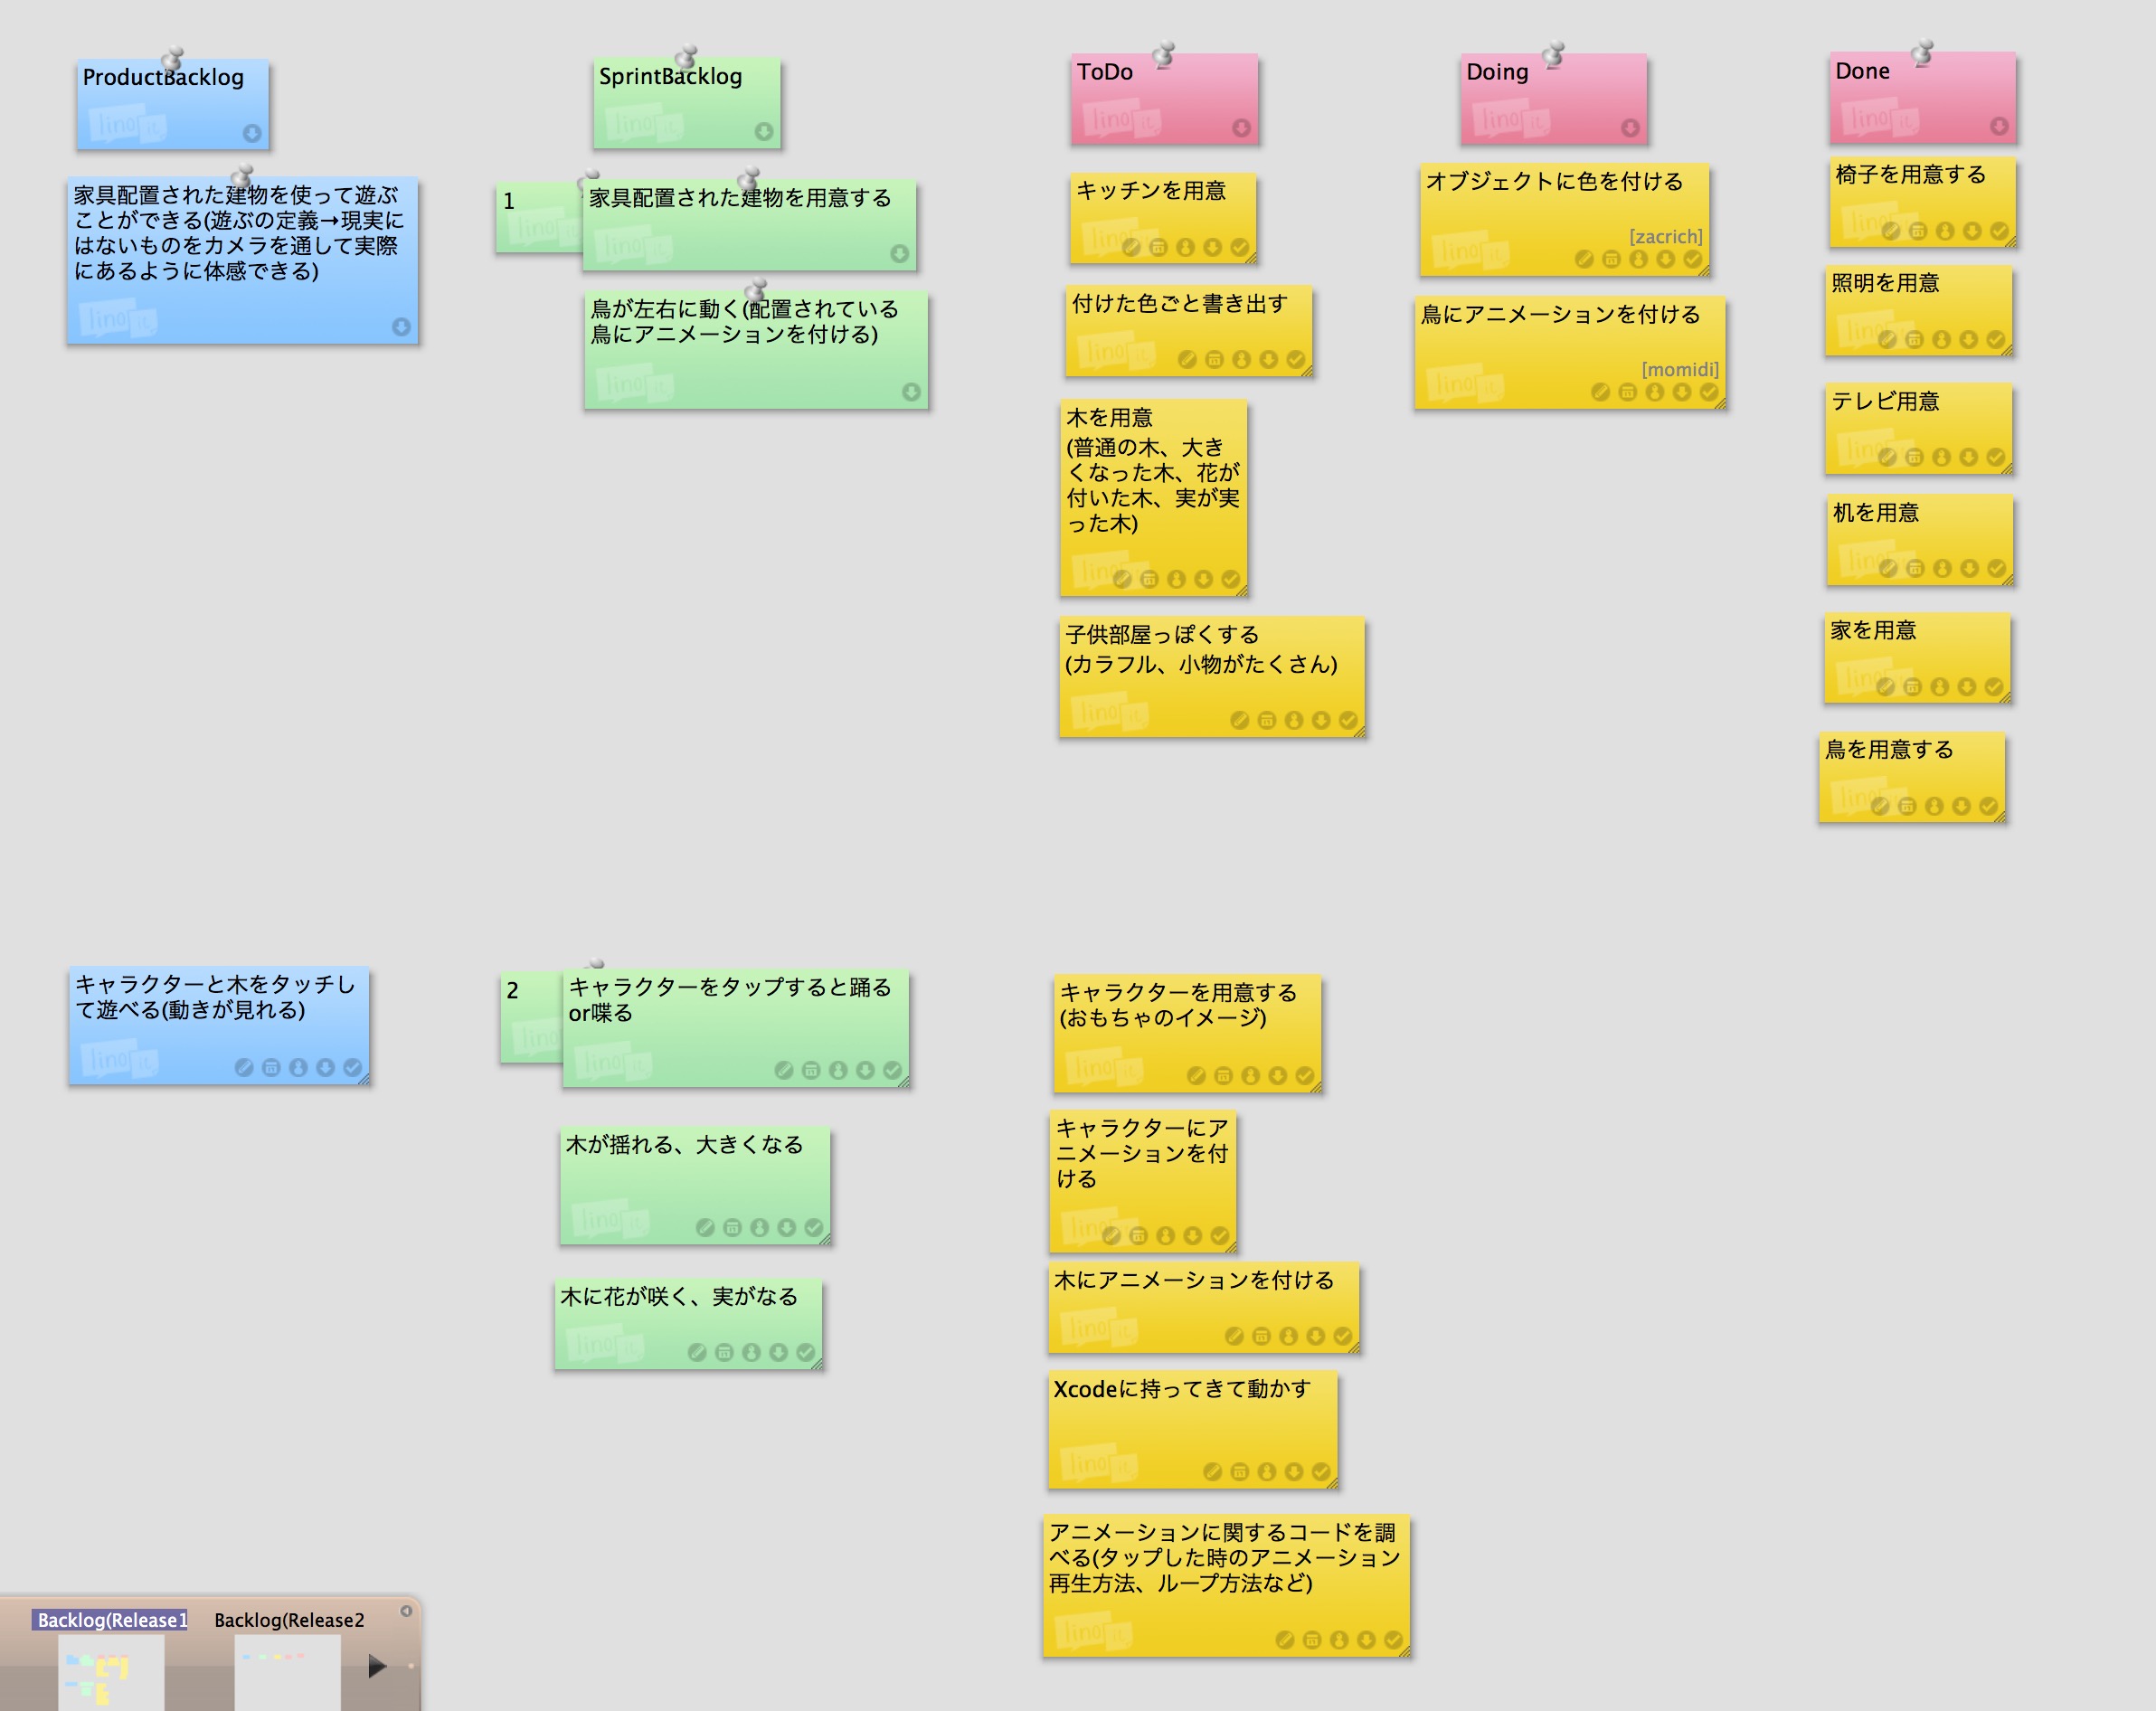 ProductBacklog
SprintBacklog
ToDo
Doing
Done
家具配置された建物を使って遊ぶ
ことができる(遊ぶの定義→現実に
はないものをカメラを通して実際
にあるように体感できる)
1
家具配置された建物を用意する
鳥が左右に動く(配置されている
鳥にアニメーションを付ける)
キッチンを用意
付けた色ごと書き出す
木を用意
(普通の木、大き
くなった木、花が
付いた木、実が実
った木)
子供部屋っぽくする
(カラフル、小物がたくさん)
オブジェクトに色を付ける
[zacrich]
鳥にアニメーションを付ける
[momidi]
椅子を用意する
照明を用意
テレビ用意
机を用意
家を用意
鳥を用意する
キャラクターと木をタッチし
て遊べる(動きが見れる)
2
キャラクターをタップすると踊る
or喋る
木が揺れる、大きくなる
木に花が咲く、実がなる
キャラクターを用意する
(おもちゃのイメージ)
キャラクターにア
ニメーションを付
ける
木にアニメーションを付ける
Xcodeに持ってきて動かす
アニメーションに関するコードを調
べる(タップした時のアニメーション
再生方法、ループ方法など)
Backlog(Release1
Backlog(Release2